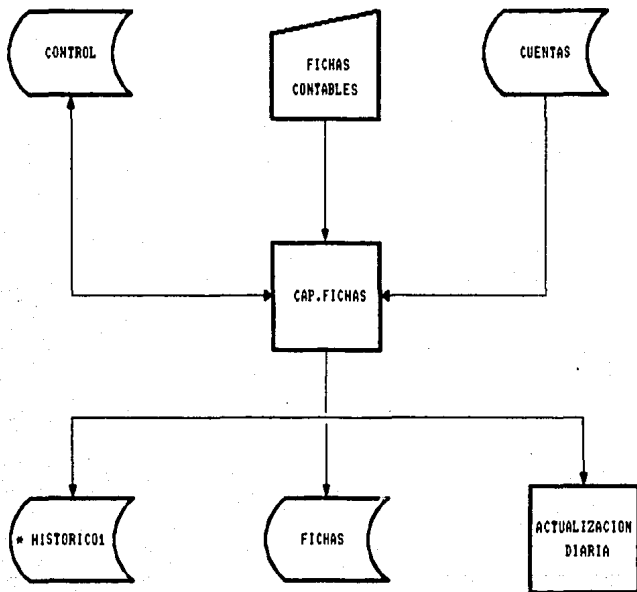 CONTROL
FICHAS
CONTABLES
CUENTAS
CAP.FICHAS
* HISTORICO1
FICHAS
ACTUALIZACION
DIARIA